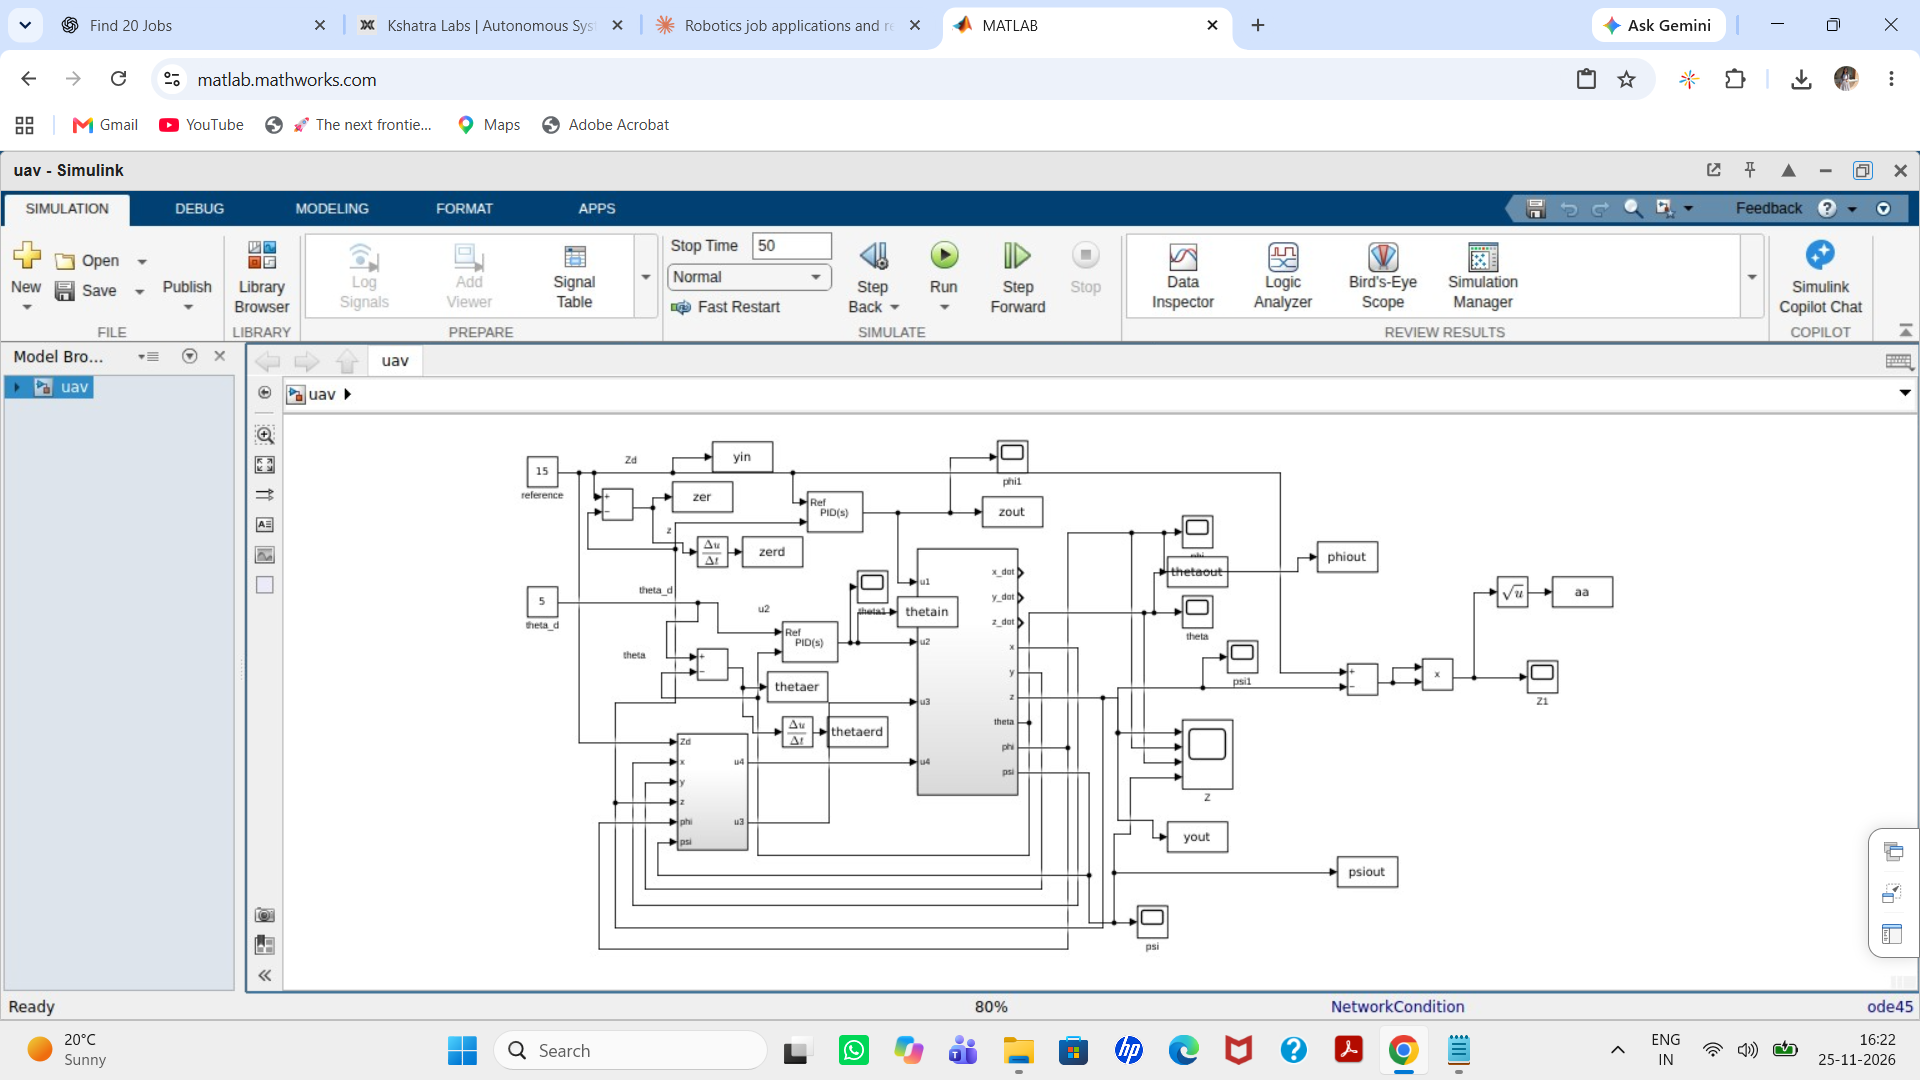 Find 20 Jobs
Kshatra Labs | Autonomous Sys
Robotics job applications and re
MATLAB
Ask Gemini
matlab.mathworks.com
Gmail
YouTube
🚀 The next frontie...
Maps
Adobe Acrobat
uav - Simulink
SIMULATION
DEBUG
MODELING
FORMAT
APPS
Feedback
New
Open
Save
Publish
FILE
Library Browser
LIBRARY
Log Signals
Add Viewer
Signal Table
PREPARE
Stop Time 50
Normal
Fast Restart
Step Back
Run
Step Forward
Stop
SIMULATE
Data Inspector
Logic Analyzer
Bird's-Eye Scope
Simulation Manager
REVIEW RESULTS
Simulink Copilot Chat
COPILOT
Model Bro...
uav
uav
uav
15
reference
Zd
yin
zer
z
Δu
Δt
zerd
Ref
PID(s)
phi1
zout
5
theta_d
theta_d
u2
theta
Ref
PID(s)
theta1
thetain
thetaer
Δu
Δt
thetaerd
Zd
x
y
z
phi
psi
u4
u3
u1
u2
u3
u4
x_dot
y_dot
z_dot
x
y
z
theta
phi
psi
phi
thetaout
phiout
theta
psi1
Z
yout
psiout
psi
x
√u
aa
Z1
Ready
80%
NetworkCondition
ode45
20°C
Sunny
Search
ENG
IN
16:22
25-11-2026